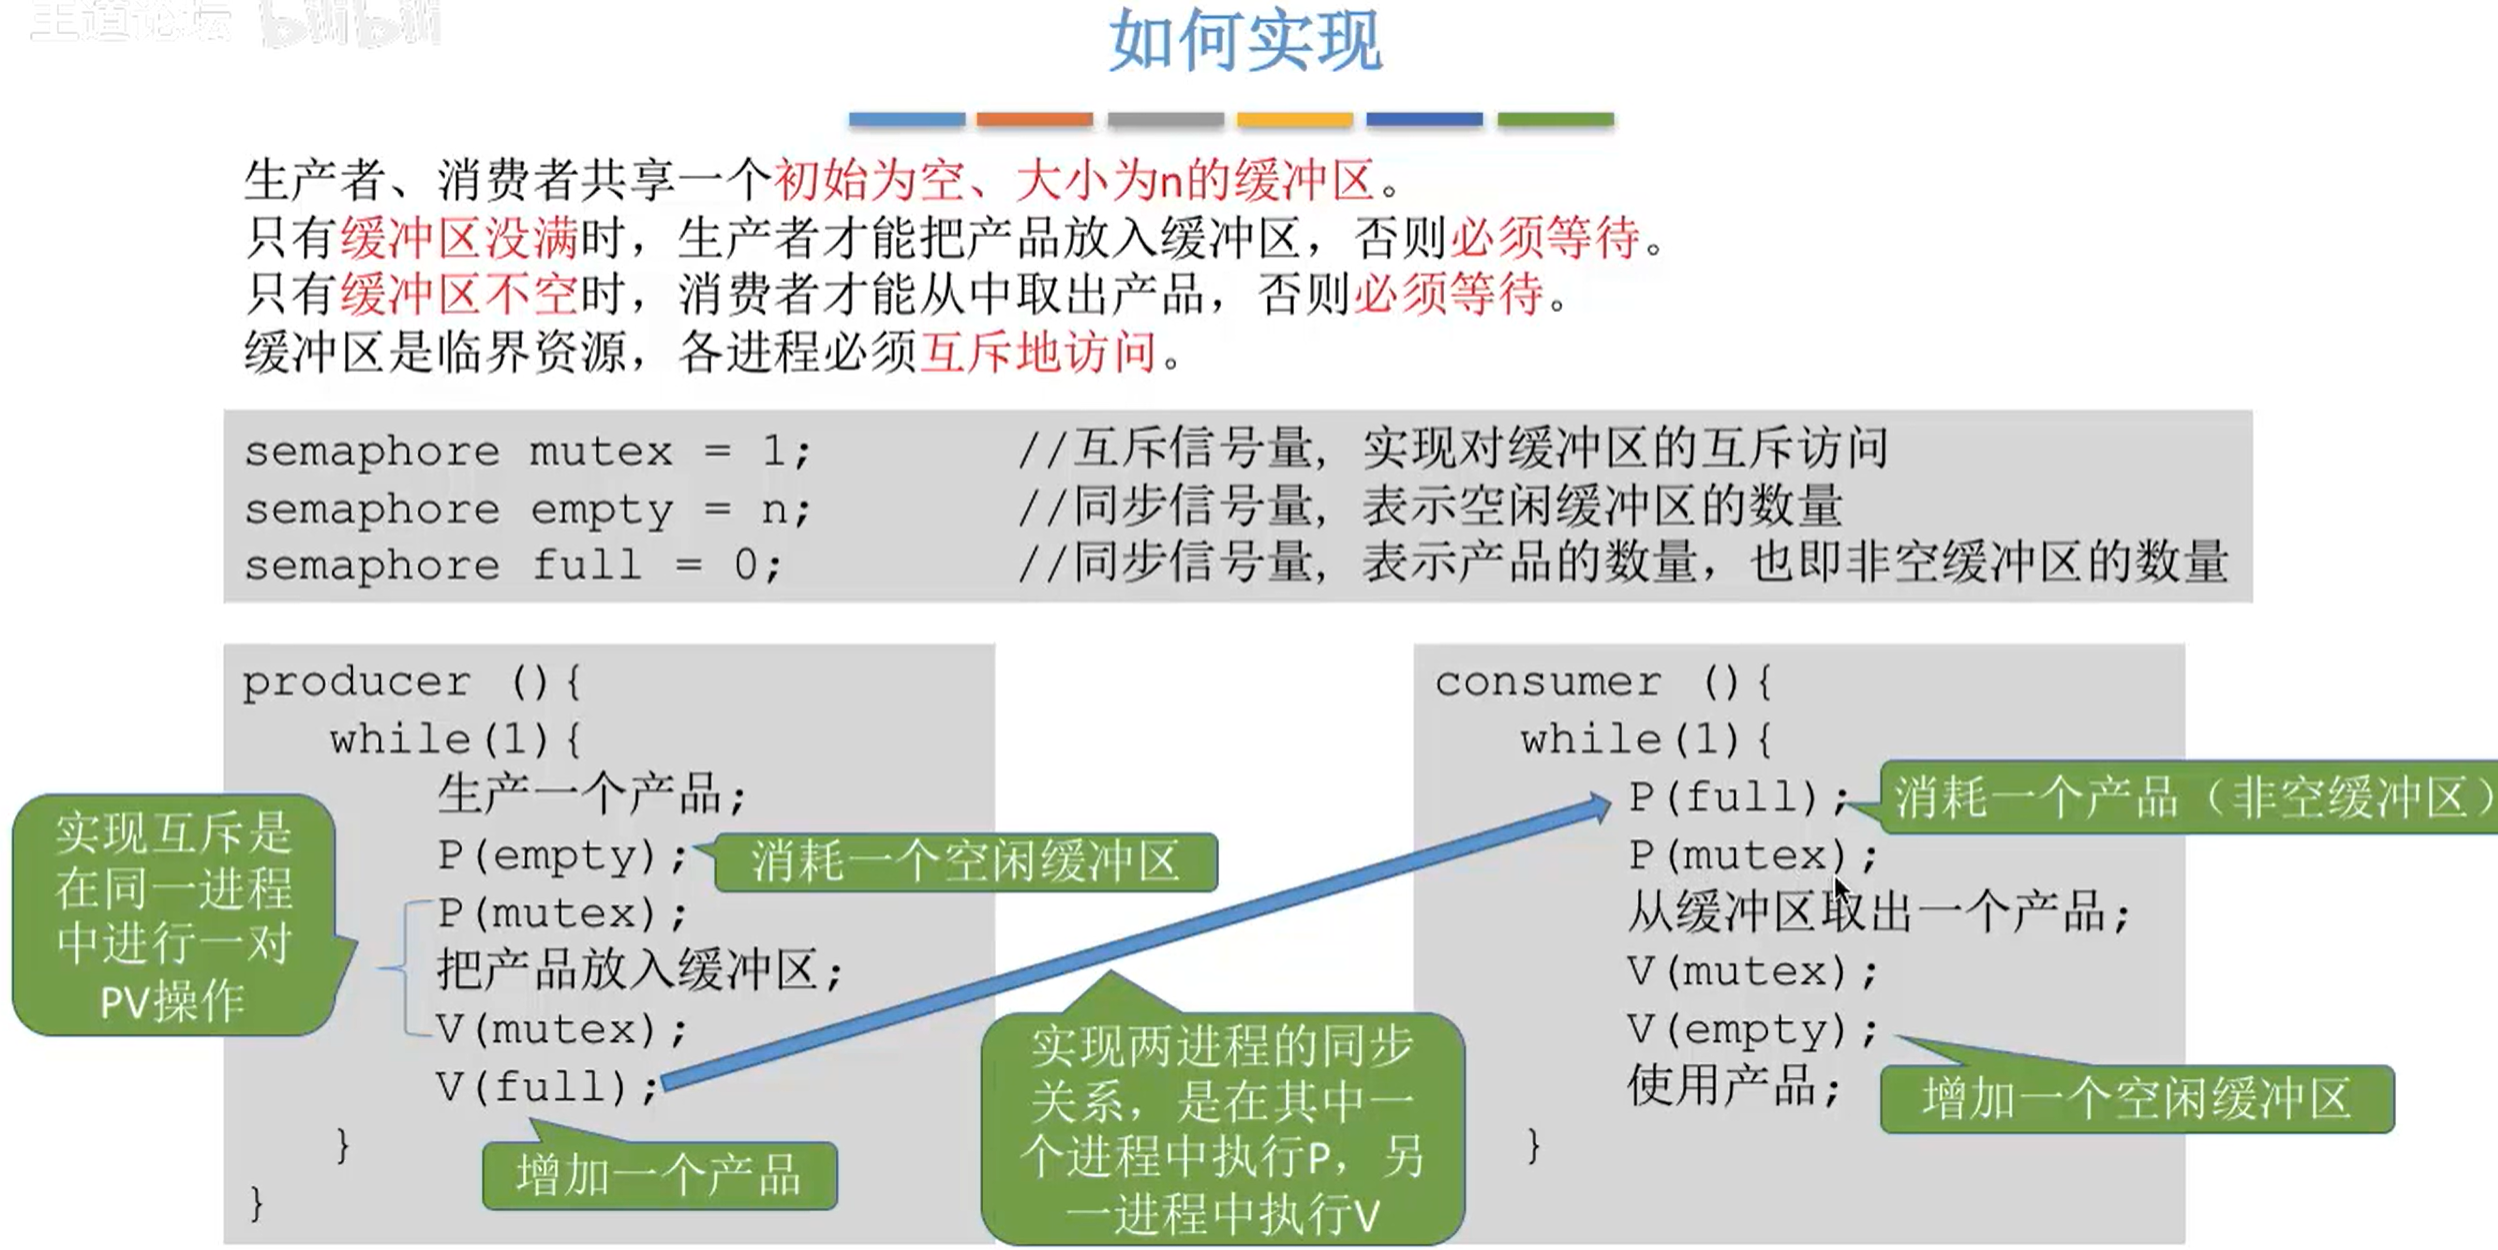 王道论坛 bilibili
如何实现
生产者、消费者共享一个初始为空、大小为n的缓冲区。
只有缓冲区没满时，生产者才能把产品放入缓冲区，否则必须等待。
只有缓冲区不空时，消费者才能从中取出产品，否则必须等待。
缓冲区是临界资源，各进程必须互斥地访问。
semaphore mutex = 1; //互斥信号量，实现对缓冲区的互斥访问
semaphore empty = n; //同步信号量，表示空闲缓冲区的数量
semaphore full = 0; //同步信号量，表示产品的数量，也即非空缓冲区的数量
producer (){
while(1){
生产一个产品;
P(empty);
消耗一个空闲缓冲区
P(mutex);
把产品放入缓冲区;
V(mutex);
V(full);
增加一个产品
}
}
实现互斥是
在同一进程
中进行一对
PV操作
实现两进程的同步
关系，是在其中一
个进程中执行P，另
一进程中执行V
consumer (){
while(1){
P(full);
消耗一个产品（非空缓冲区）
P(mutex);
从缓冲区取出一个产品;
V(mutex);
V(empty);
增加一个空闲缓冲区
使用产品;
}